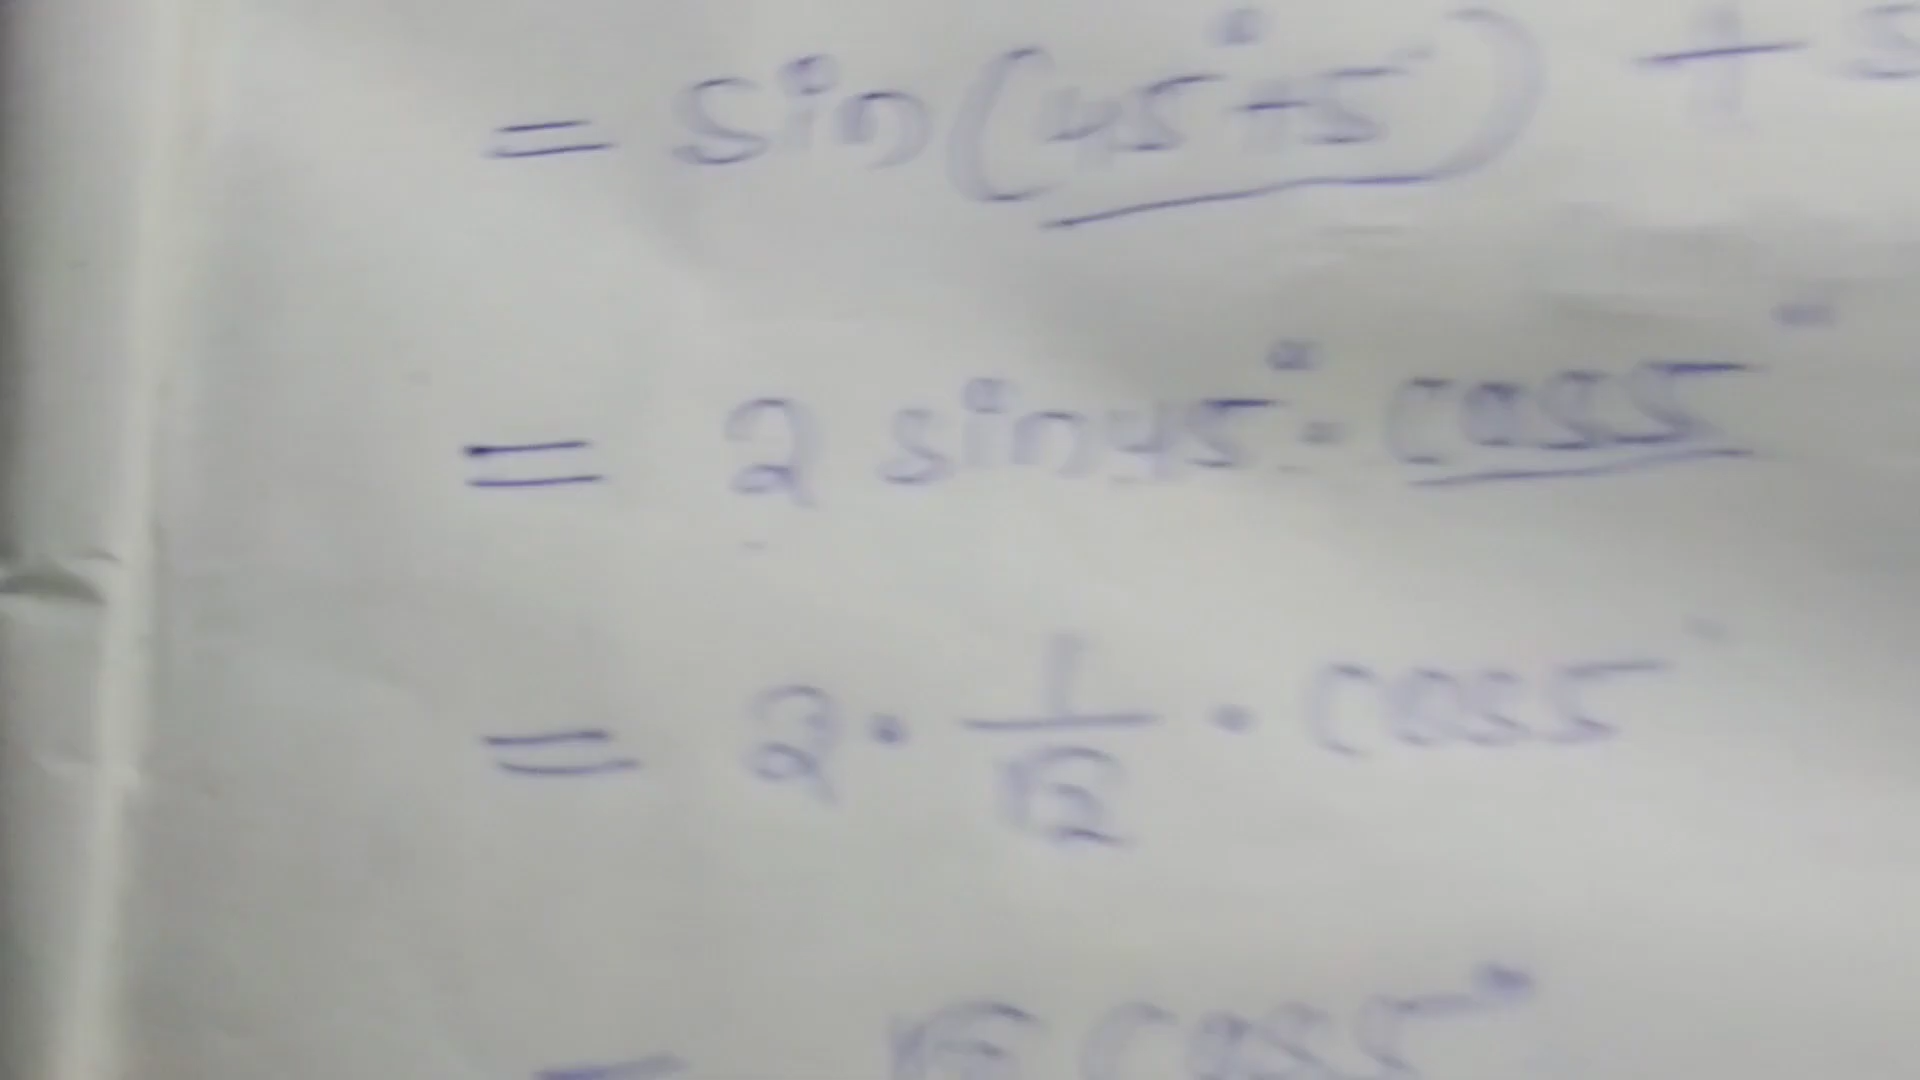 = sin(45°+5°) + s
= 2 sin45° · cos5°
= 2 · 1/√2 · cos5°
= √2 cos5°